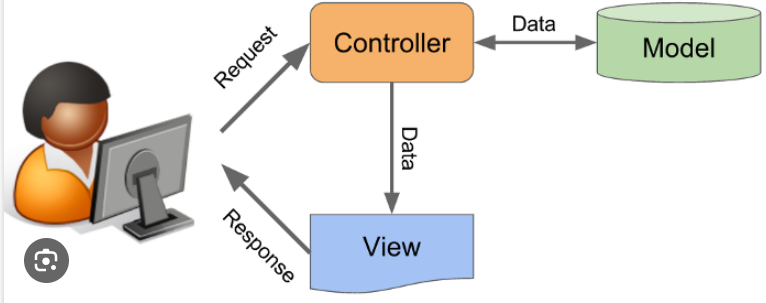 Request
Controller
Data
Model
Data
Response
View